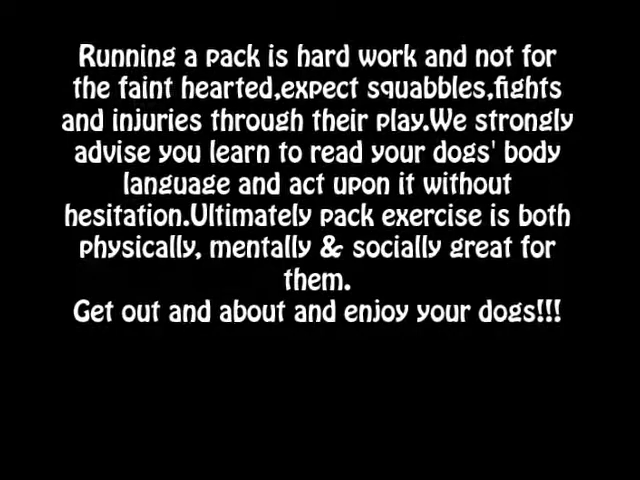 Running a pack is hard work and not for
the faint hearted,expect squabbles,fights
and injuries through their play.We strongly
advise you learn to read your dogs' body
language and act upon it without
hesitation.Ultimately pack exercise is both
physically, mentally & socially great for
them.
Get out and about and enjoy your dogs!!!